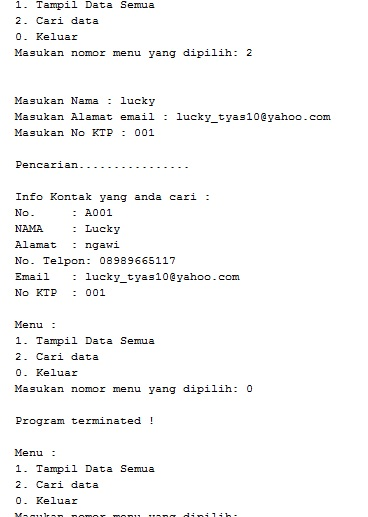 1. Tampil Data Semua
2. Cari data
0. Keluar
Masukan nomor menu yang dipilih: 2
Masukan Nama : lucky
Masukan Alamat email : lucky_tyas10@yahoo.com
Masukan No KTP : 001
Pencarian................
Info Kontak yang anda cari :
No.     : A001
NAMA    : Lucky
Alamat  : ngawi
No. Telpon: 08989665117
Email   : lucky_tyas10@yahoo.com
No KTP  : 001
Menu :
1. Tampil Data Semua
2. Cari data
0. Keluar
Masukan nomor menu yang dipilih: 0
Program terminated !
Menu :
1. Tampil Data Semua
2. Cari data
0. Keluar
Masukan nomor menu yang dipilih: